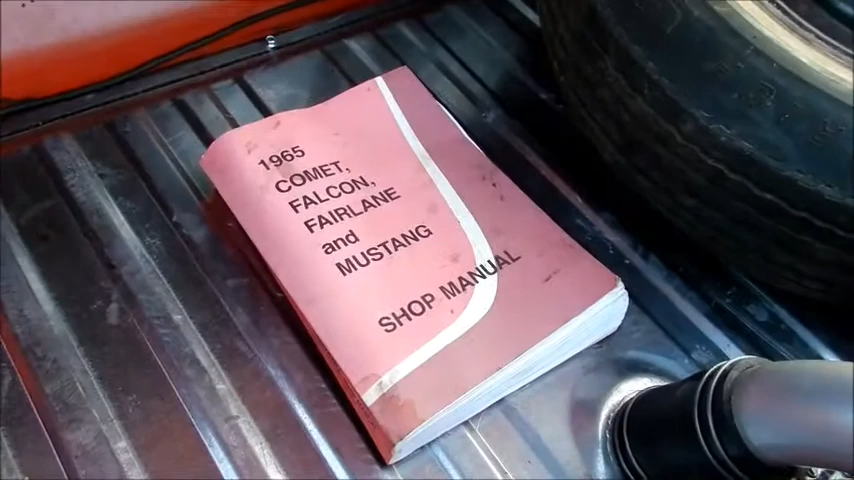 1965
COMET,
FALCON,
FAIRLANE
and
MUSTANG
SHOP MANUAL